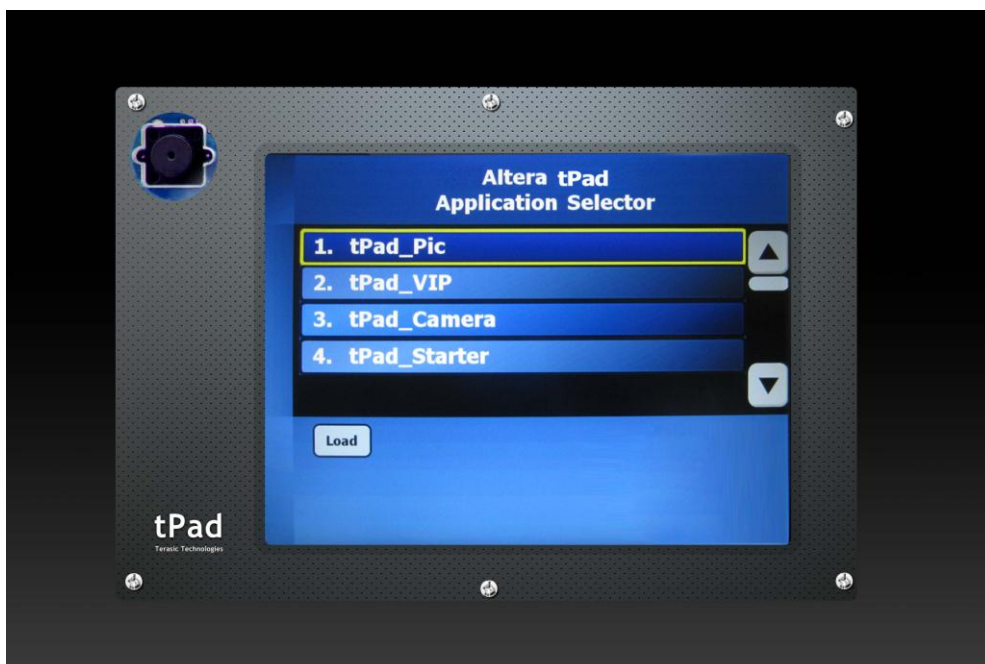 Altera tPad
Application Selector
1. tPad_Pic
2. tPad_VIP
3. tPad_Camera
4. tPad_Starter
Load
tPad
Terasic Technologies